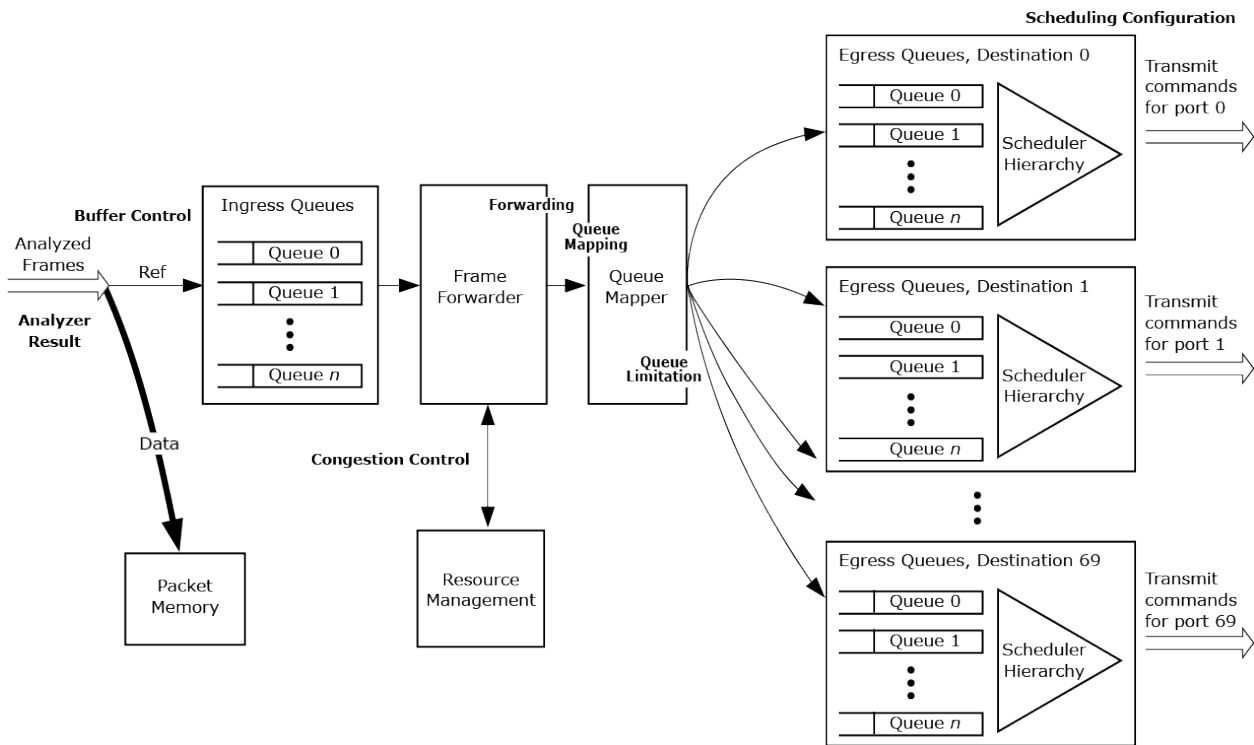 Scheduling Configuration
Egress Queues, Destination 0
Queue 0
Queue 1
Queue n
Scheduler
Hierarchy
Transmit
commands
for port 0
Buffer Control
Analyzed
Frames
Ref
Analyzer
Result
Data
Packet
Memory
Ingress Queues
Queue 0
Queue 1
Queue n
Frame
Forwarder
Congestion Control
Resource
Management
Forwarding
Queue
Mapping
Queue
Mapper
Queue
Limitation
Egress Queues, Destination 1
Queue 0
Queue 1
Queue n
Scheduler
Hierarchy
Transmit
commands
for port 1
Egress Queues, Destination 69
Queue 0
Queue 1
Queue n
Scheduler
Hierarchy
Transmit
commands
for port 69